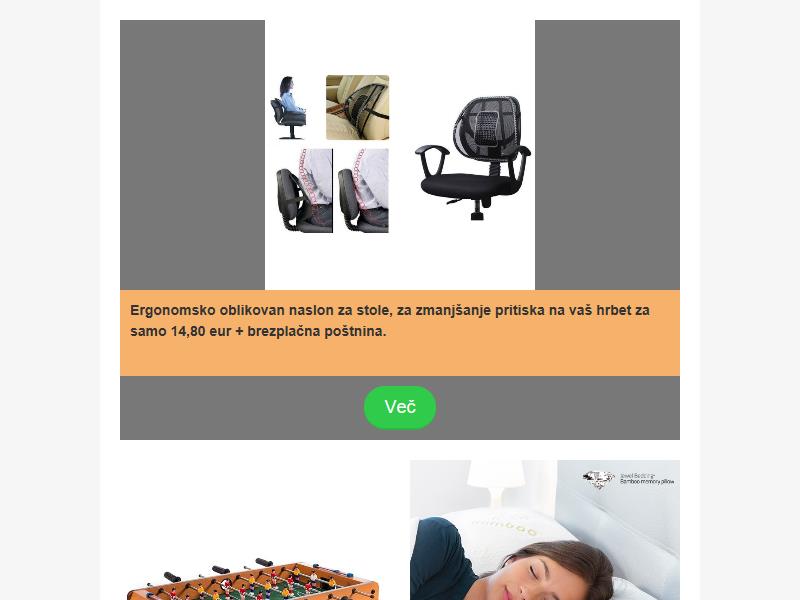 Ergonomsko oblikovan naslon za stole, za zmanjšanje pritiska na vaš hrbet za
samo 14,80 eur + brezplačna poštnina.
Več
Jewel Bedding
Bamboo memory pillow
bamboo